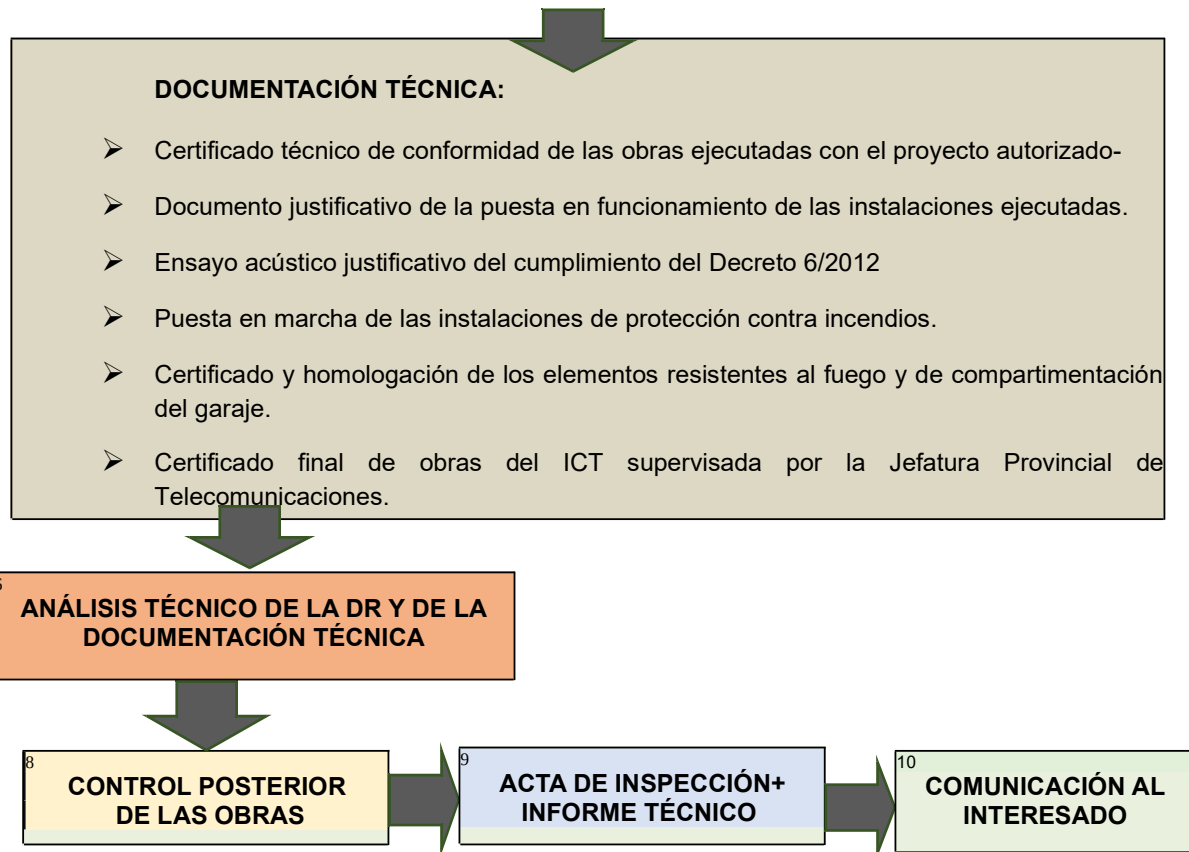 DOCUMENTACIÓN TÉCNICA:
➢ Certificado técnico de conformidad de las obras ejecutadas con el proyecto autorizado-
➢ Documento justificativo de la puesta en funcionamiento de las instalaciones ejecutadas.
➢ Ensayo acústico justificativo del cumplimiento del Decreto 6/2012
➢ Puesta en marcha de las instalaciones de protección contra incendios.
➢ Certificado y homologación de los elementos resistentes al fuego y de compartimentación
del garaje.
➢ Certificado final de obras del ICT supervisada por la Jefatura Provincial de
Telecomunicaciones.
ANÁLISIS TÉCNICO DE LA DR Y DE LA
DOCUMENTACIÓN TÉCNICA
8
CONTROL POSTERIOR
DE LAS OBRAS
9
ACTA DE INSPECCIÓN+
INFORME TÉCNICO
10
COMUNICACIÓN AL
INTERESADO